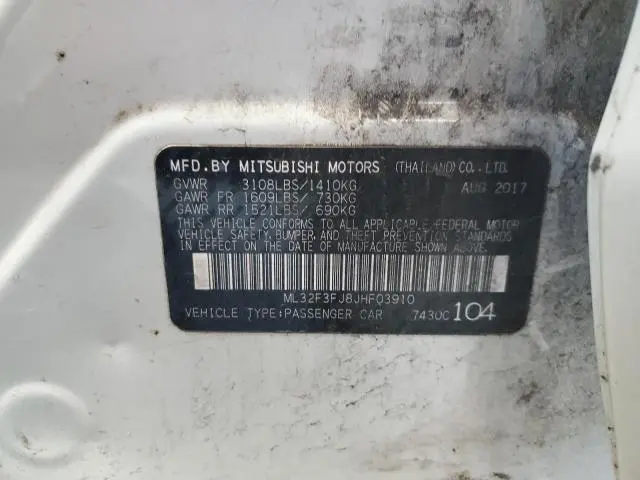 MFD.BY MITSUBISHI MOTORS (THAILAND) CO.,LTD.
GVWR 3108LBS/1410KG AUG 2017
GAWR FR 1609LBS/ 730KG
GAWR RR 1521LBS/ 690KG
THIS VEHICLE CONFORMS TO ALL APPLICABLE FEDERAL MOTOR
VEHICLE SAFETY, BUMPER, AND THEFT PREVENTION STANDARDS
IN EFFECT ON THE DATE OF MANUFACTURE SHOWN ABOVE.
ML32F3FJ8JHF03910
VEHICLE TYPE:PASSENGER CAR 7430C 104